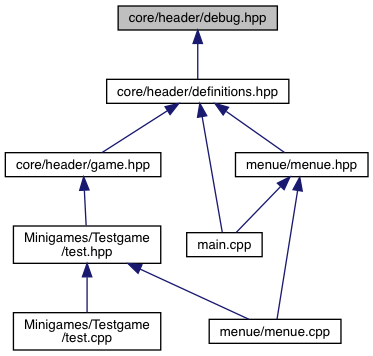 core/header/debug.hpp
core/header/definitions.hpp
core/header/game.hpp
menue/menue.hpp
Minigames/Testgame
/test.hpp
main.cpp
Minigames/Testgame
/test.cpp
menue/menue.cpp